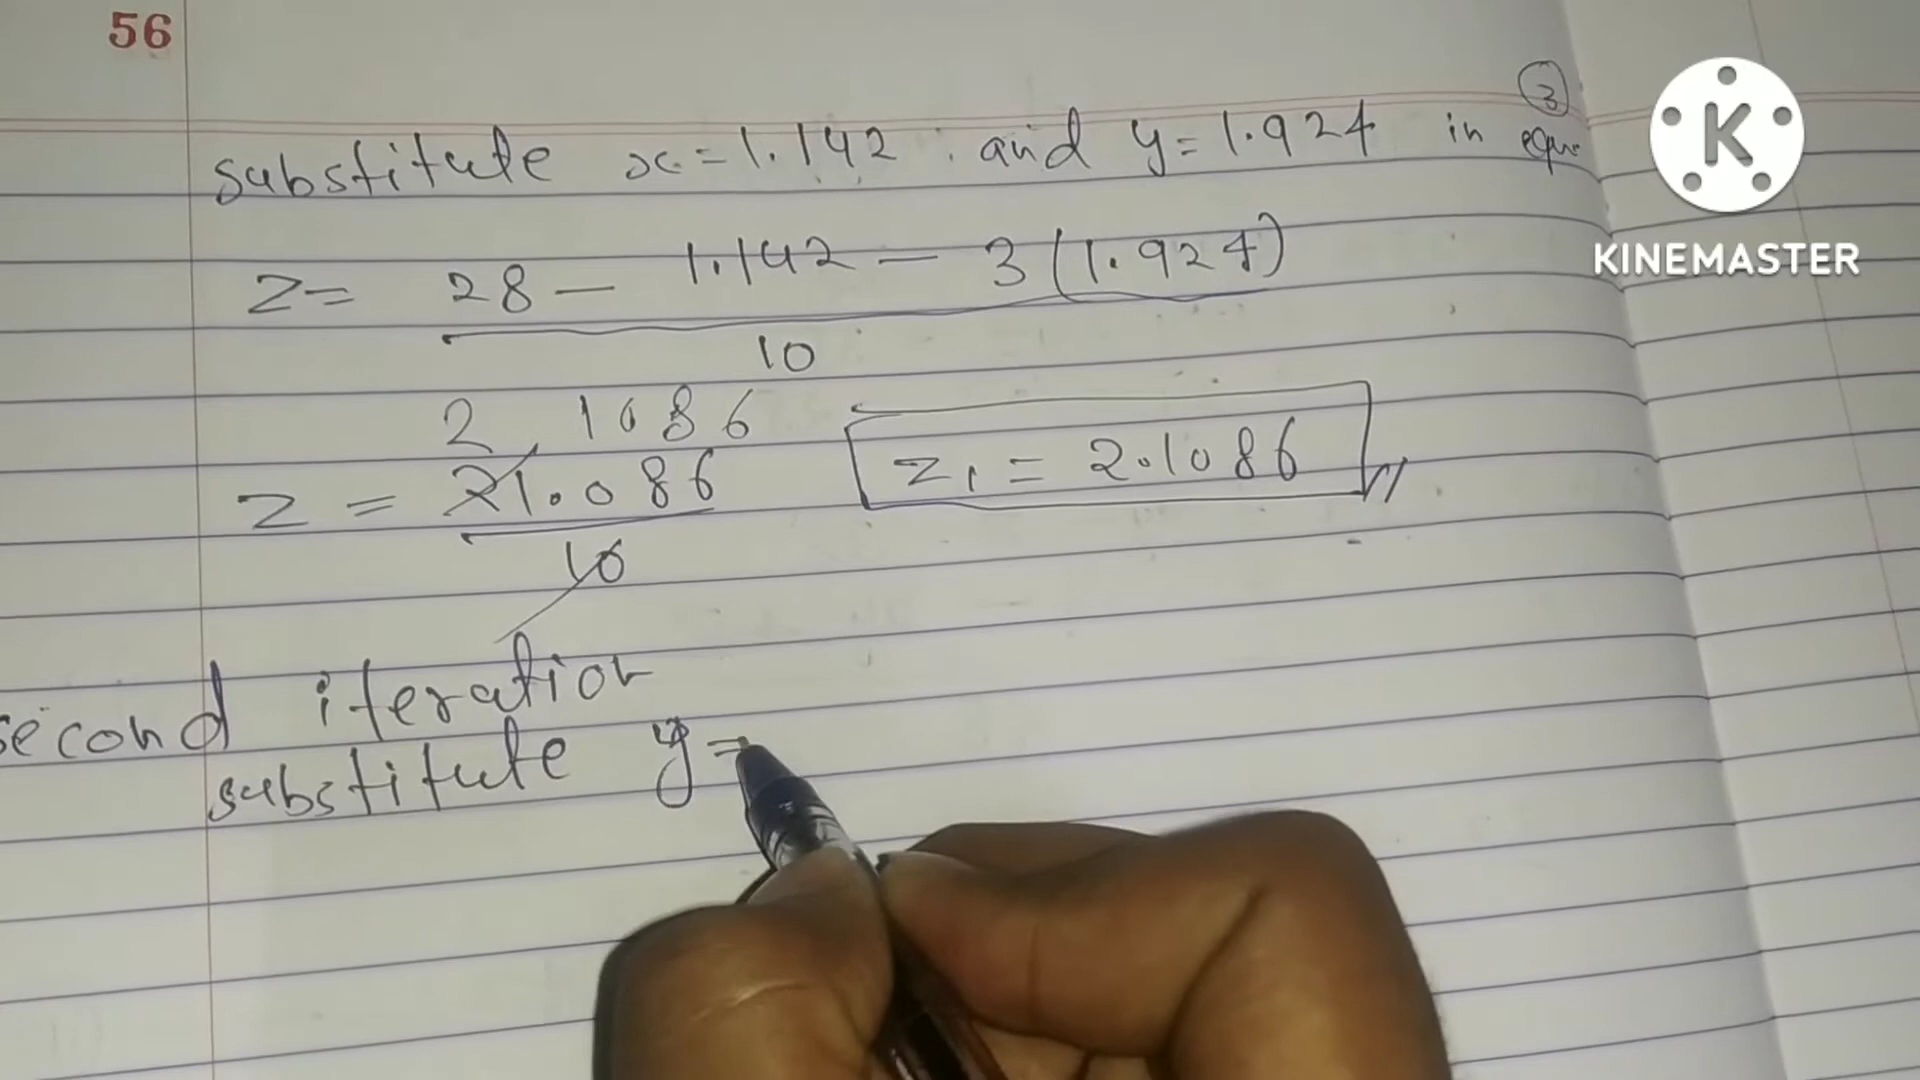 56
3
substitute x=1.142 and y=1.924 in equ
z= 28 - 1.142 - 3(1.924)
10
2.1086
z = 21.086
10
z1 = 2.1086
second iteration
substitute y=
K
KINEMASTER